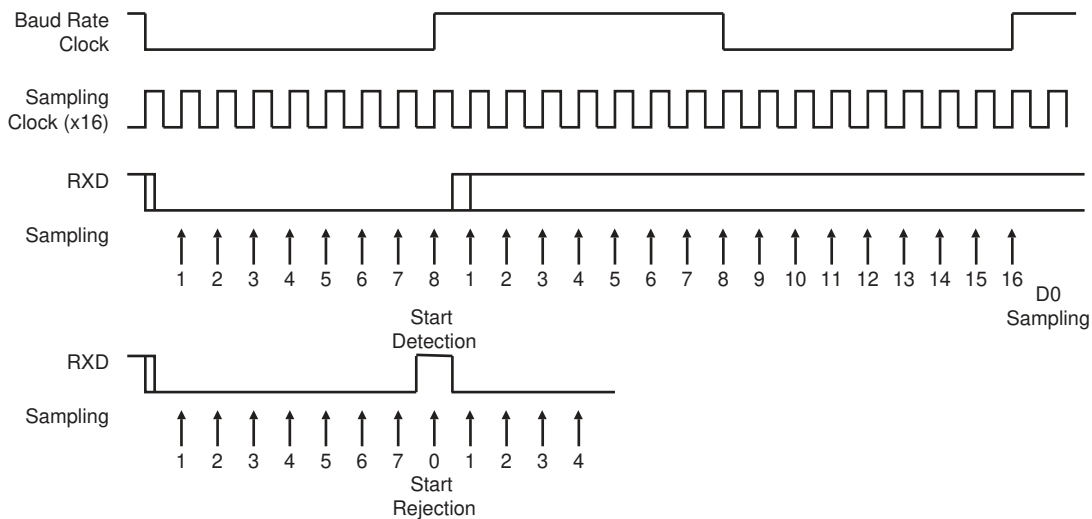 Baud Rate
Clock
Sampling
Clock (x16)
RXD
Sampling
1 2 3 4 5 6 7 8 1 2 3 4 5 6 7 8 9 10 11 12 13 14 15 16
D0
Sampling
Start
Detection
RXD
Sampling
1 2 3 4 5 6 7 0 1 2 3 4
Start
Rejection